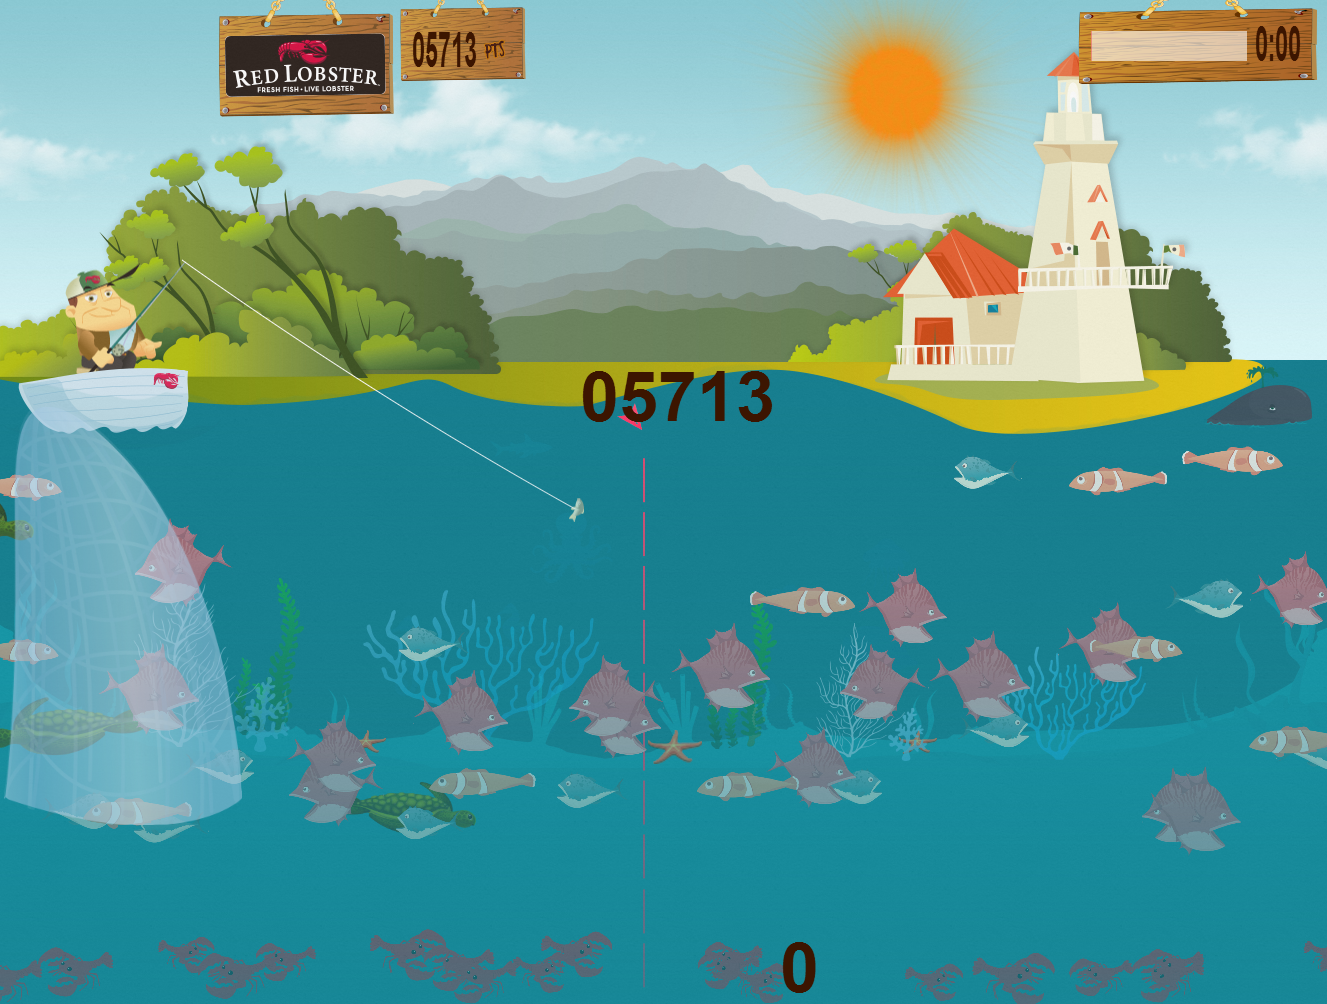 RED LOBSTER
FRESH FISH • LIVE LOBSTER
05713 PTS
0:00
05713
0